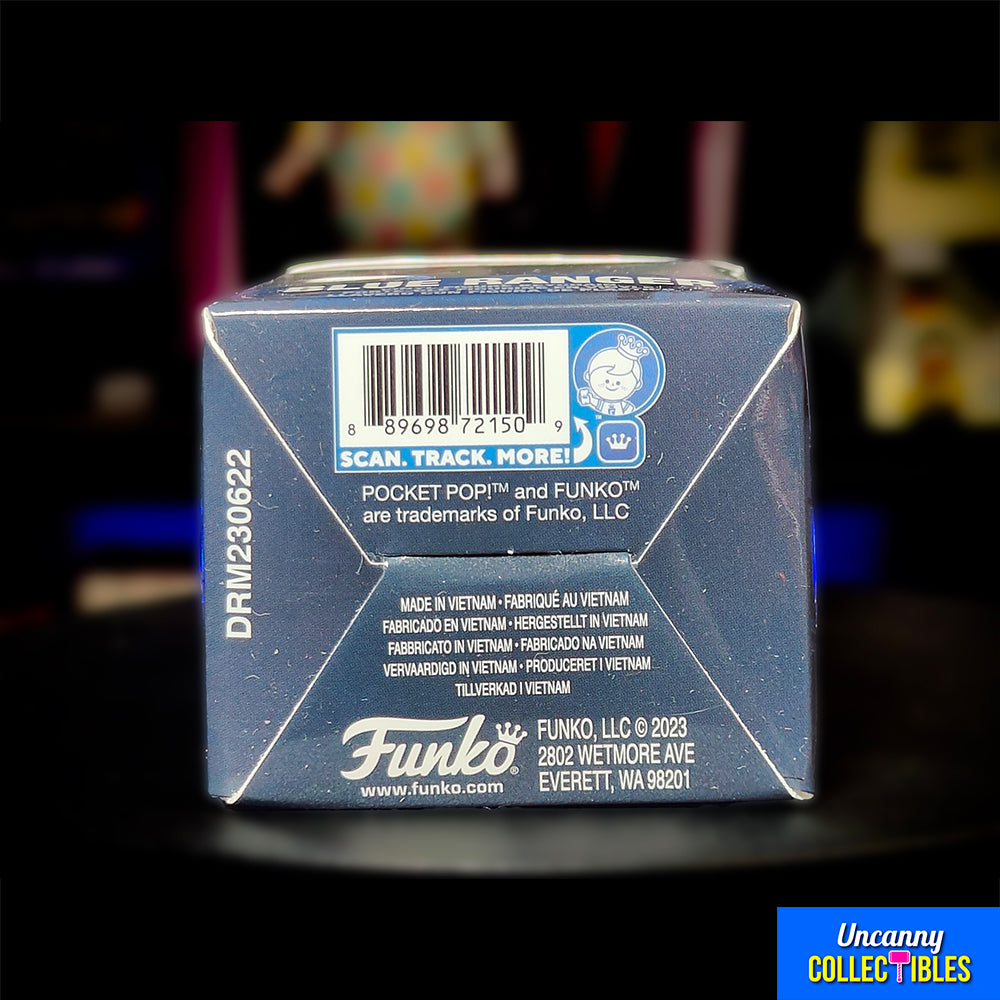 BLUE RANGER
8 89698 72150 9
SCAN. TRACK. MORE!
™
POCKET POP!™ and FUNKO™
are trademarks of Funko, LLC
DRM230622
MADE IN VIETNAM • FABRIQUÉ AU VIETNAM
FABRICADO EN VIETNAM • HERGESTELLT IN VIETNAM
FABBRICATO IN VIETNAM • FABRICADO NA VIETNAM
VERVAARDIGD IN VIETNAM • PRODUCERET I VIETNAM
TILLVERKAD I VIETNAM
Funko®
www.funko.com
FUNKO, LLC © 2023
2802 WETMORE AVE
EVERETT, WA 98201
Uncanny
COLLECTIBLES